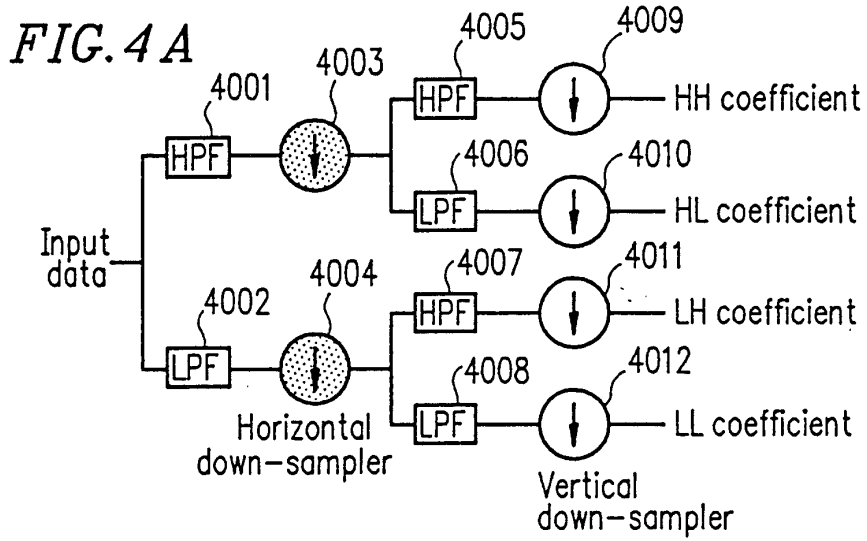 FIG. 4 A
4001
HPF
4003
4005
HPF
4009
HH coefficient
4006
LPF
4010
HL coefficient
Input
data
4002
LPF
4004
4007
HPF
4011
LH coefficient
4008
LPF
4012
LL coefficient
Horizontal
down-sampler
Vertical
down-sampler